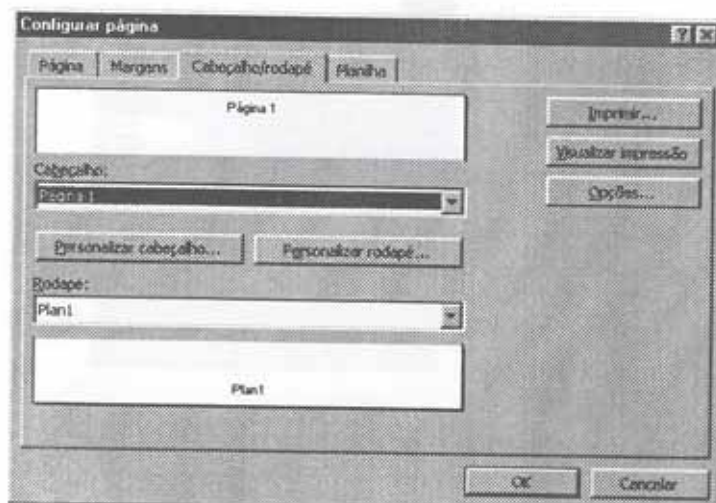 Configurar página
Página Margens Cabeçalho/rodapé Planilha
Página 1
Imprimir...
Visualizar impressão
Cabeçalho:
Opções...
Página 1
Personalizar cabeçalho... Personalizar rodapé...
Rodapé:
Plan1
Plan1
OK Cancelar